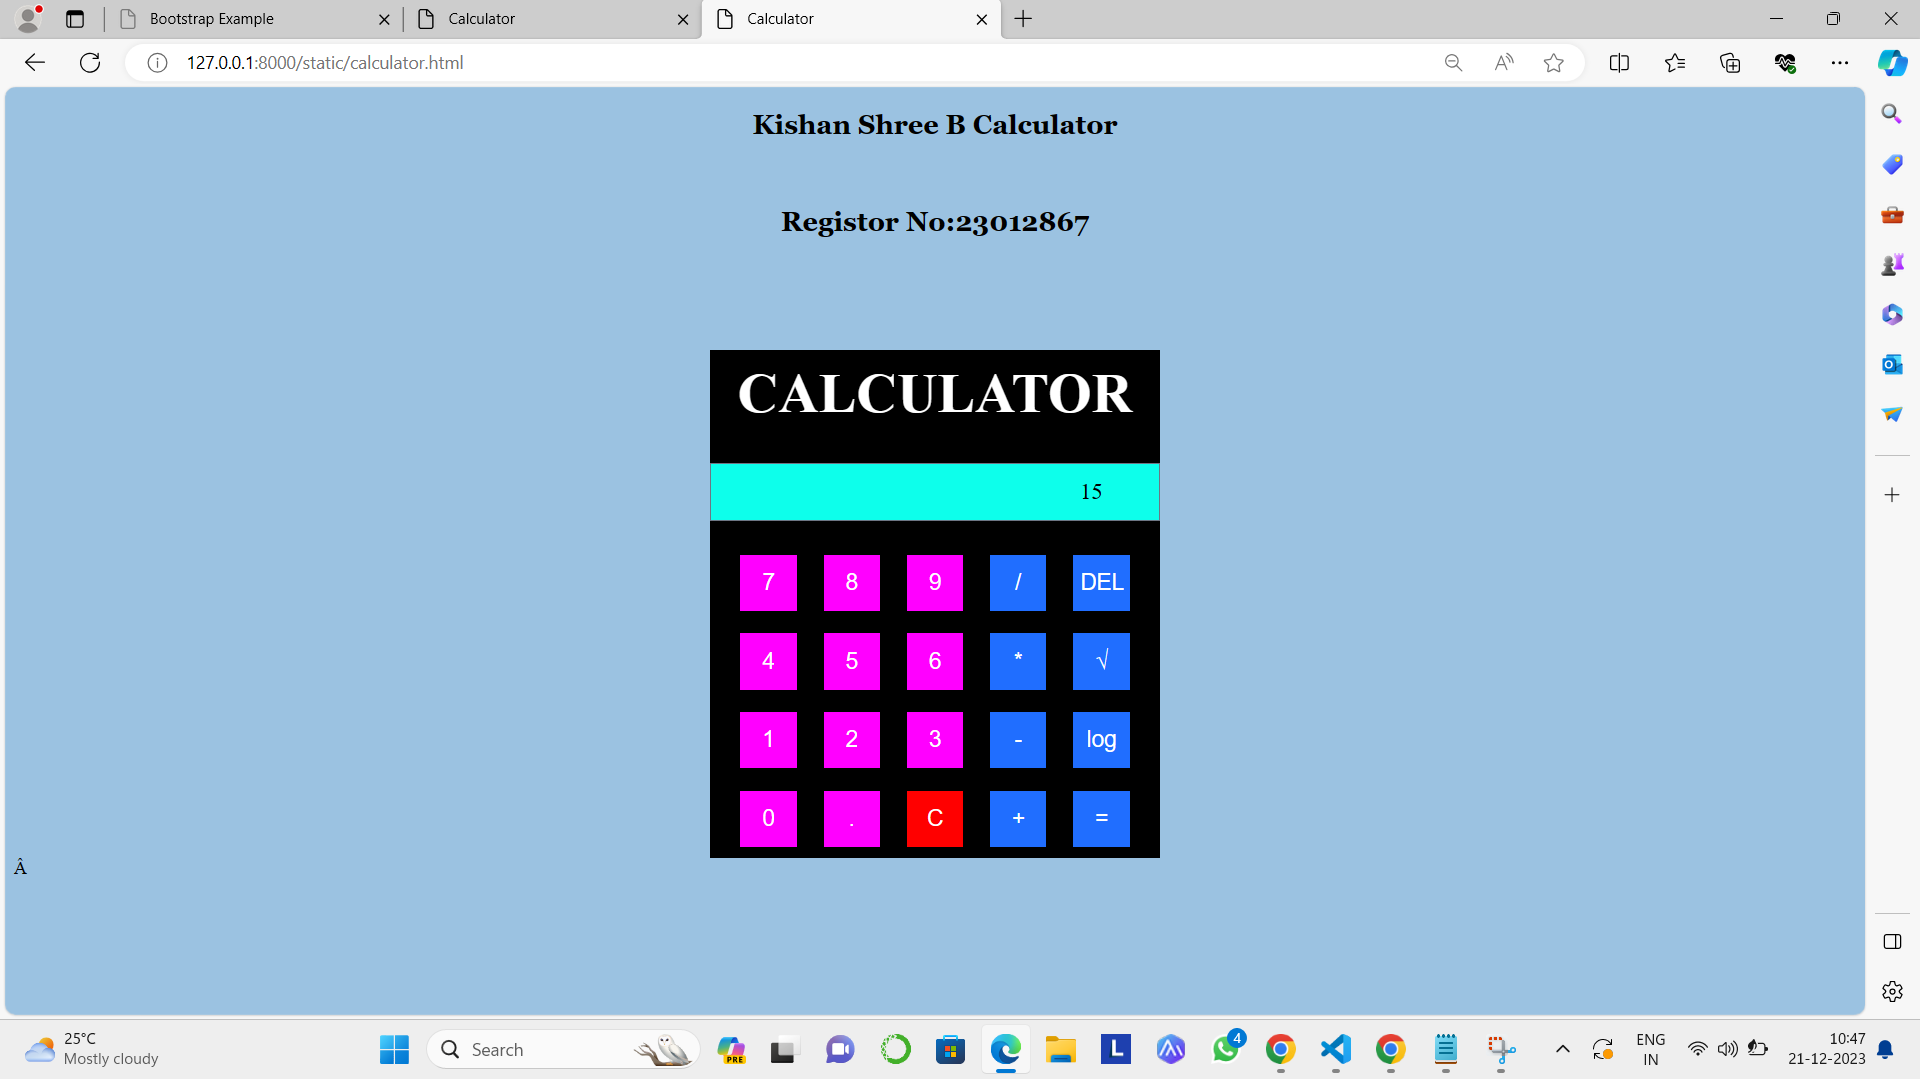 Bootstrap Example
Calculator
Calculator
127.0.0.1:8000/static/calculator.html
Kishan Shree B Calculator
Registor No:23012867
CALCULATOR
15
7 8 9 / DEL
4 5 6 * √
1 2 3 - log
0 . C + =
Â
25°C
Mostly cloudy
Search
PRE
L
4
ENG
IN
10:47
21-12-2023